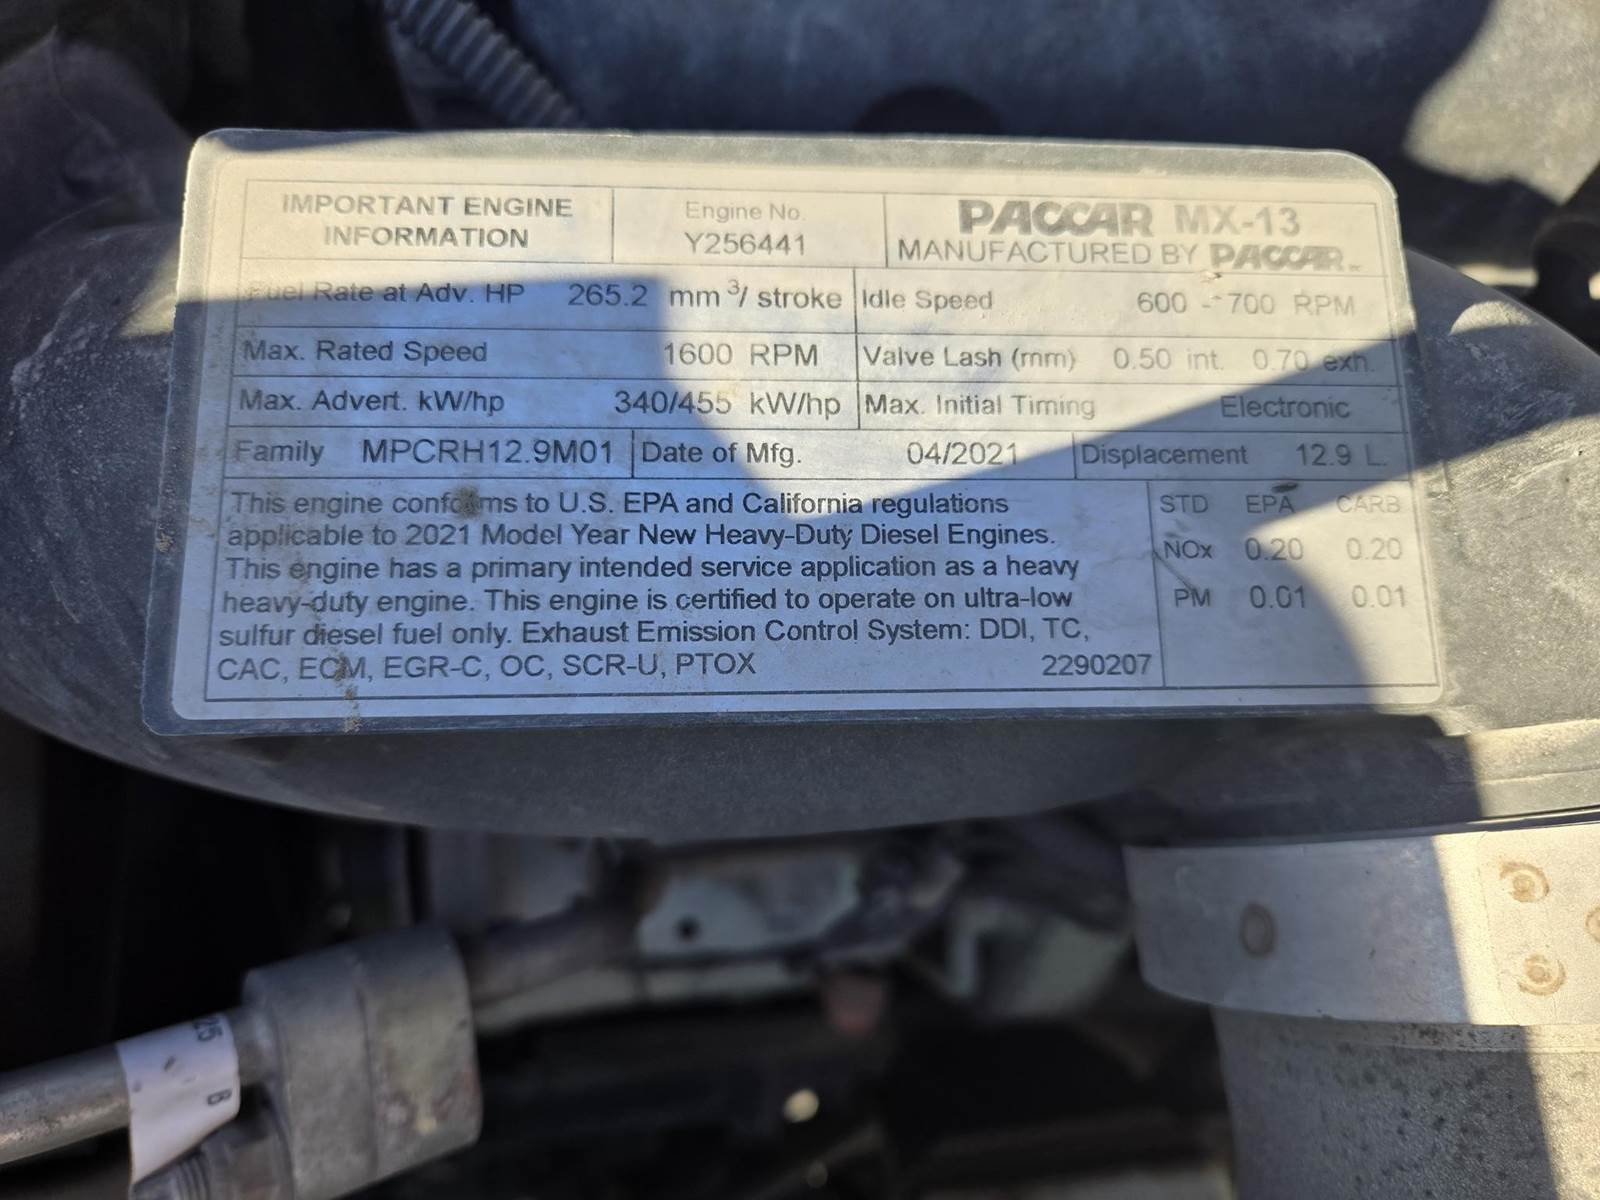 IMPORTANT ENGINE
INFORMATION
Engine No.
Y256441
PACCAR MX-13
MANUFACTURED BY PACCAR
Fuel Rate at Adv. HP 265.2 mm3/ stroke
Idle Speed 600 - 700 RPM
Max. Rated Speed 1600 RPM
Valve Lash (mm) 0.50 int. 0.70 exh.
Max. Advert. kW/hp 340/455 kW/hp
Max. Initial Timing Electronic
Family MPCRH12.9M01
Date of Mfg. 04/2021
Displacement 12.9 L.
This engine conforms to U.S. EPA and California regulations
applicable to 2021 Model Year New Heavy-Duty Diesel Engines.
This engine has a primary intended service application as a heavy
heavy-duty engine. This engine is certified to operate on ultra-low
sulfur diesel fuel only. Exhaust Emission Control System: DDI, TC,
CAC, ECM, EGR-C, OC, SCR-U, PTOX 2290207
STD EPA CARB
NOx 0.20 0.20
PM 0.01 0.01
B